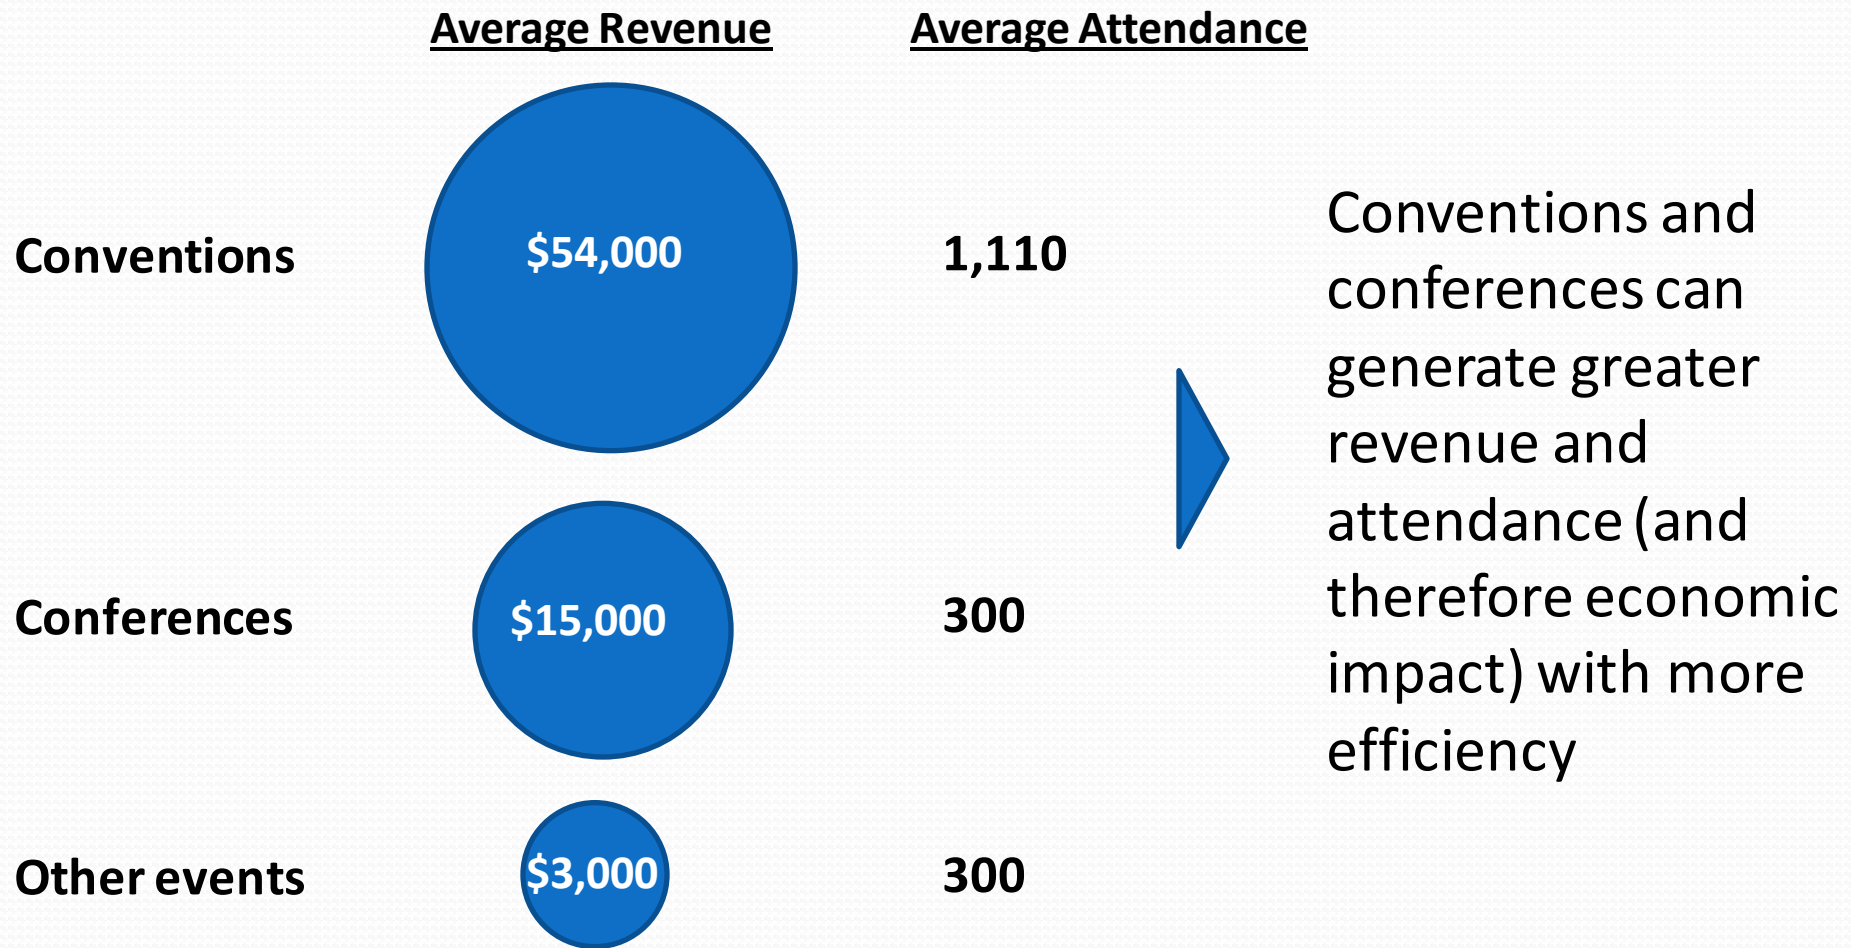 Average Revenue Average Attendance
Conventions $54,000 1,110
Conferences $15,000 300
Other events $3,000 300
Conventions and
conferences can
generate greater
revenue and
attendance (and
therefore economic
impact) with more
efficiency